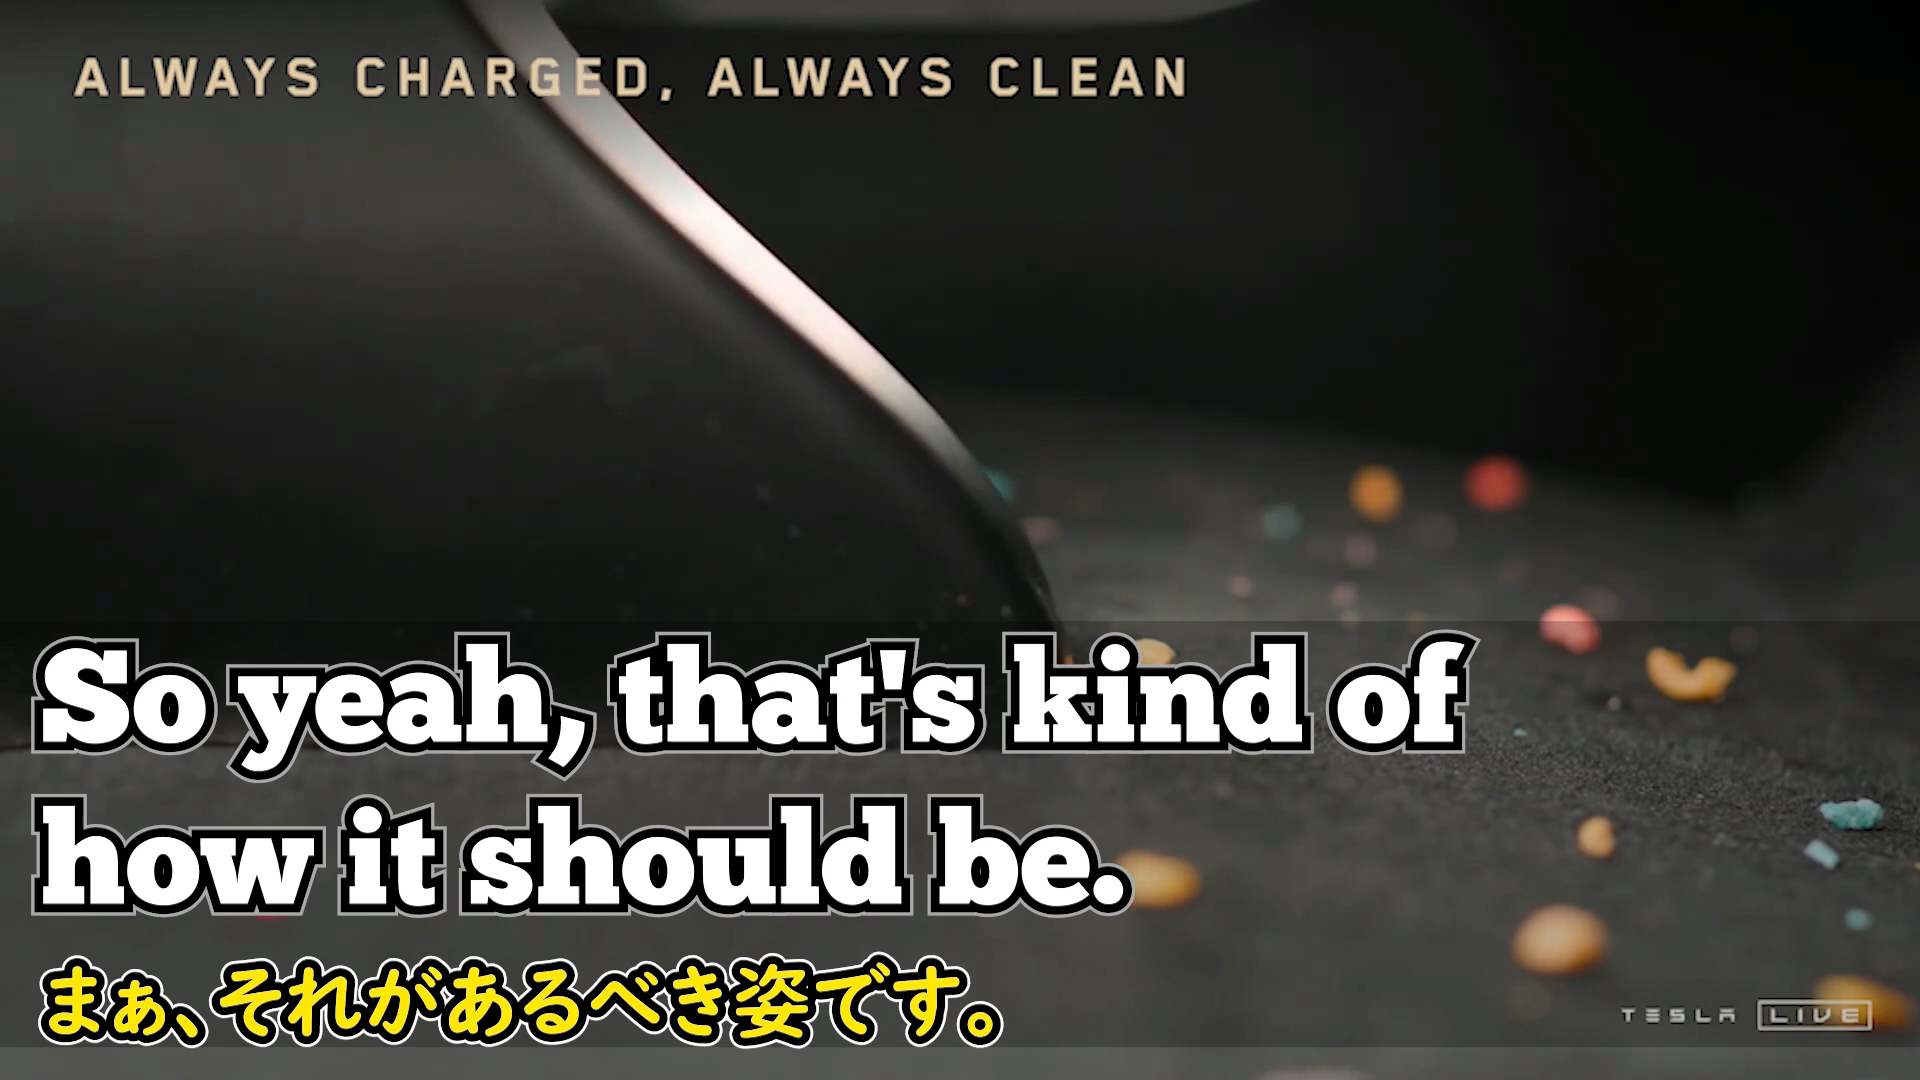 ALWAYS CHARGED, ALWAYS CLEAN
So yeah, that's kind of
how it should be.
まぁ、それがあるべき姿です。
TESLA LIVE